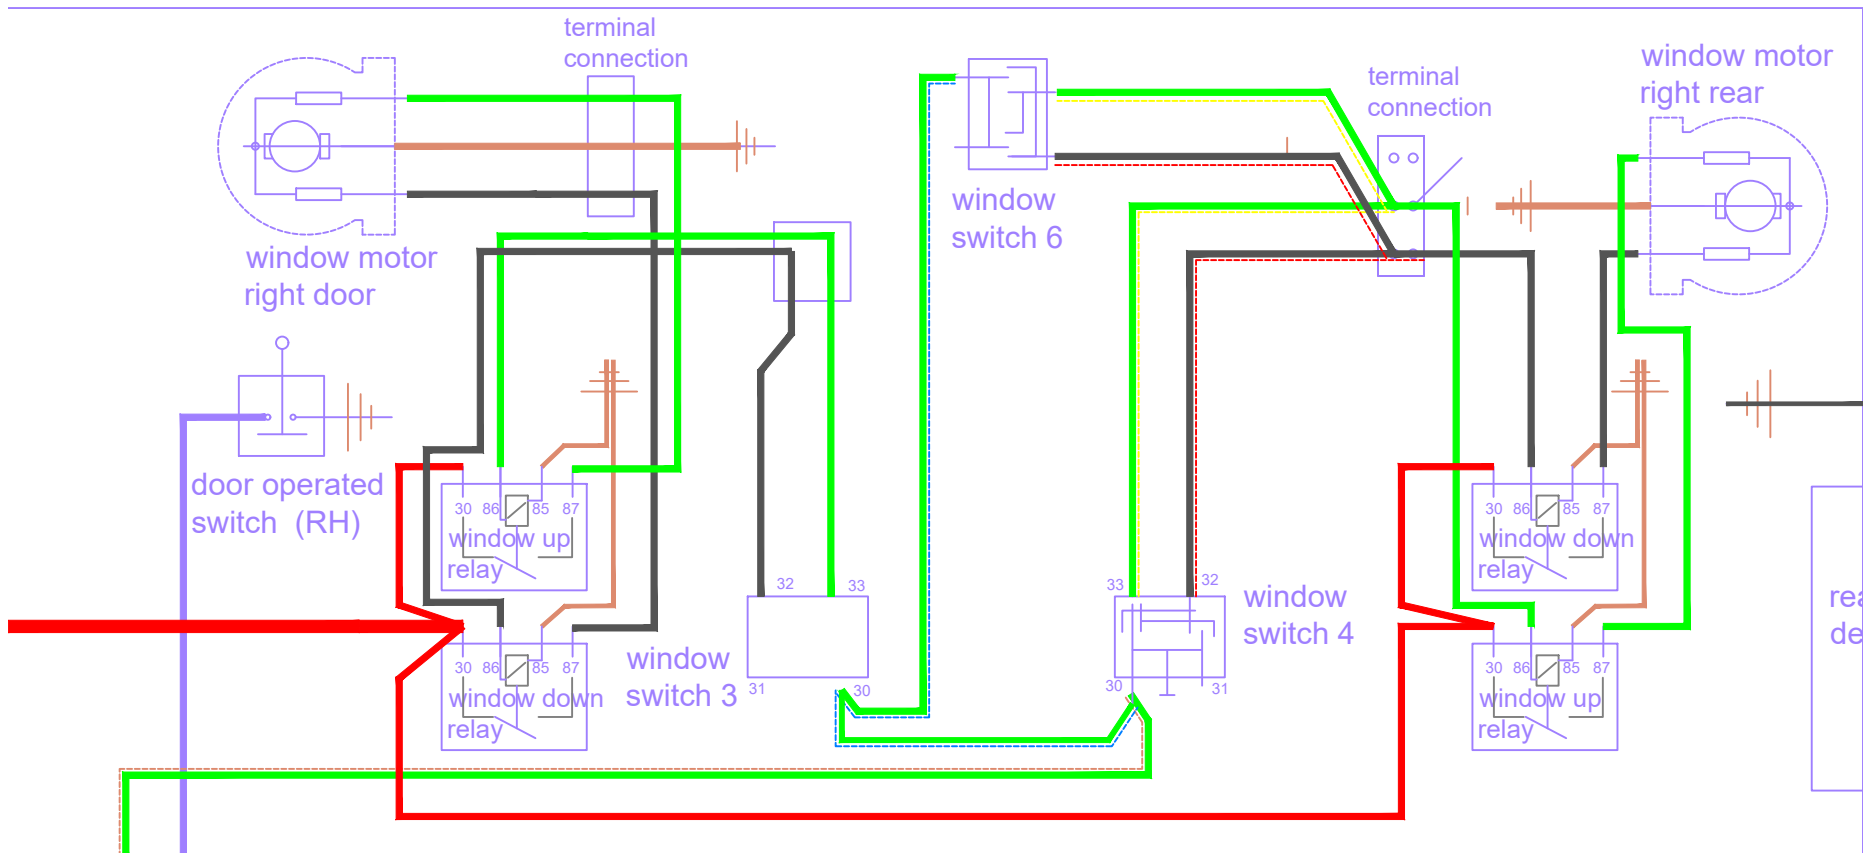 terminal
connection
window motor
right door
door operated
switch (RH)
30 86 85 87
window up
relay
30 86 85 87
window down
relay
window
switch 3
32 33
31 30
window
switch 6
terminal
connection
window motor
right rear
33 32
30 31
window
switch 4
30 86 85 87
window down
relay
30 86 85 87
window up
relay
rea
de